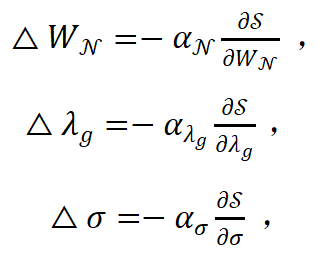 △ W_𝒩 =− α_𝒩 ∂𝒮/∂W_𝒩 ,
△ λ_g =− α_{λ_g} ∂𝒮/∂λ_g ,
△ σ =− α_σ ∂𝒮/∂σ ,